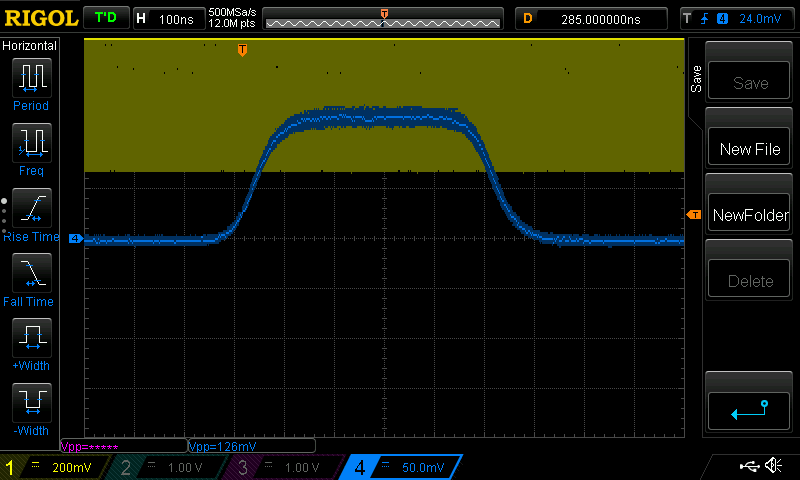 RIGOL T'D H 100ns 500MSa/s 12.0M pts T D 285.000000ns T 4 24.0mV
Horizontal
T
Period
Freq
Rise Time
Fall Time
+Width
-Width
4
T
Save
Save
New File
NewFolder
Delete
Vpp=***** Vpp=126mV
1 200mV 2 1.00 V 3 1.00 V 4 50.0mV